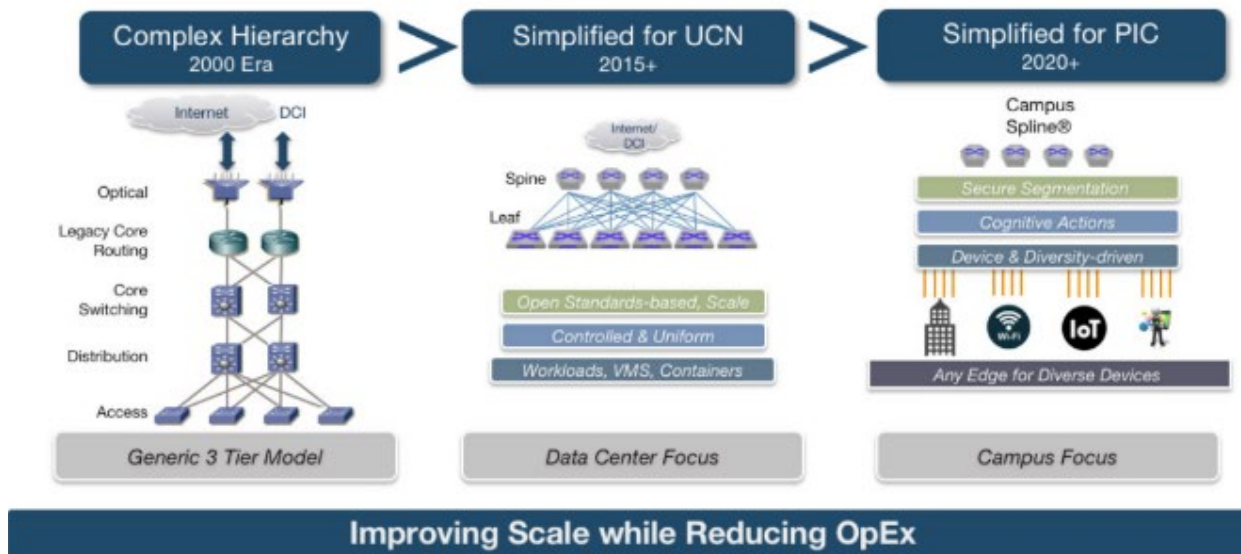 Complex Hierarchy
2000 Era
>
Simplified for UCN
2015+
>
Simplified for PIC
2020+
Internet
DCI
Optical
Legacy Core
Routing
Core
Switching
Distribution
Access
Generic 3 Tier Model
Internet/
DCI
Spine
Leaf
Open Standards-based, Scale
Controlled & Uniform
Workloads, VMS, Containers
Data Center Focus
Campus
Spline®
Secure Segmentation
Cognitive Actions
Device & Diversity-driven
Wi-Fi
IoT
Any Edge for Diverse Devices
Campus Focus
Improving Scale while Reducing OpEx